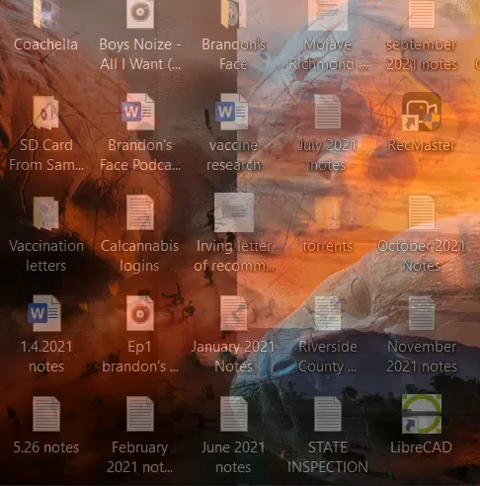 Coachella
Boys Noize -
All I Want (...
Brandon's
Face
Mojave
Richmond ...
september
2021 notes
SD Card
From Sam...
Brandon's
Face Podca...
vaccine
research
July 2021
notes
RecMaster
Vaccination
letters
Calcannabis
logins
Irving letter
of recomm...
torrents
October 2021
Notes
1.4.2021
notes
Ep1
brandon's ...
January 2021
Notes
Riverside
County ...
November
2021 notes
5.26 notes
February
2021 not...
June 2021
notes
STATE
INSPECTION
LibreCAD